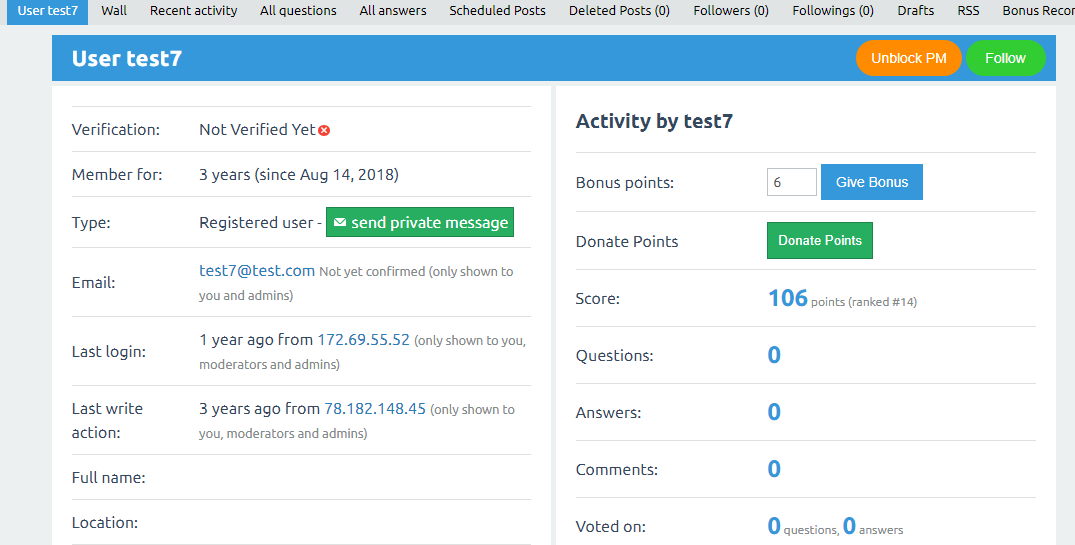 User test7 Wall Recent activity All questions All answers Scheduled Posts Deleted Posts (0) Followers (0) Followings (0) Drafts RSS Bonus Recor
User test7
Unblock PM Follow
Verification: Not Verified Yet
Member for: 3 years (since Aug 14, 2018)
Type: Registered user - send private message
Email: test7@test.com Not yet confirmed (only shown to
you and admins)
Last login: 1 year ago from 172.69.55.52 (only shown to you,
moderators and admins)
Last write
action: 3 years ago from 78.182.148.45 (only shown to
you, moderators and admins)
Full name:
Location:
Activity by test7
Bonus points: 6 Give Bonus
Donate Points Donate Points
Score: 106 points (ranked #14)
Questions: 0
Answers: 0
Comments: 0
Voted on: 0 questions, 0 answers